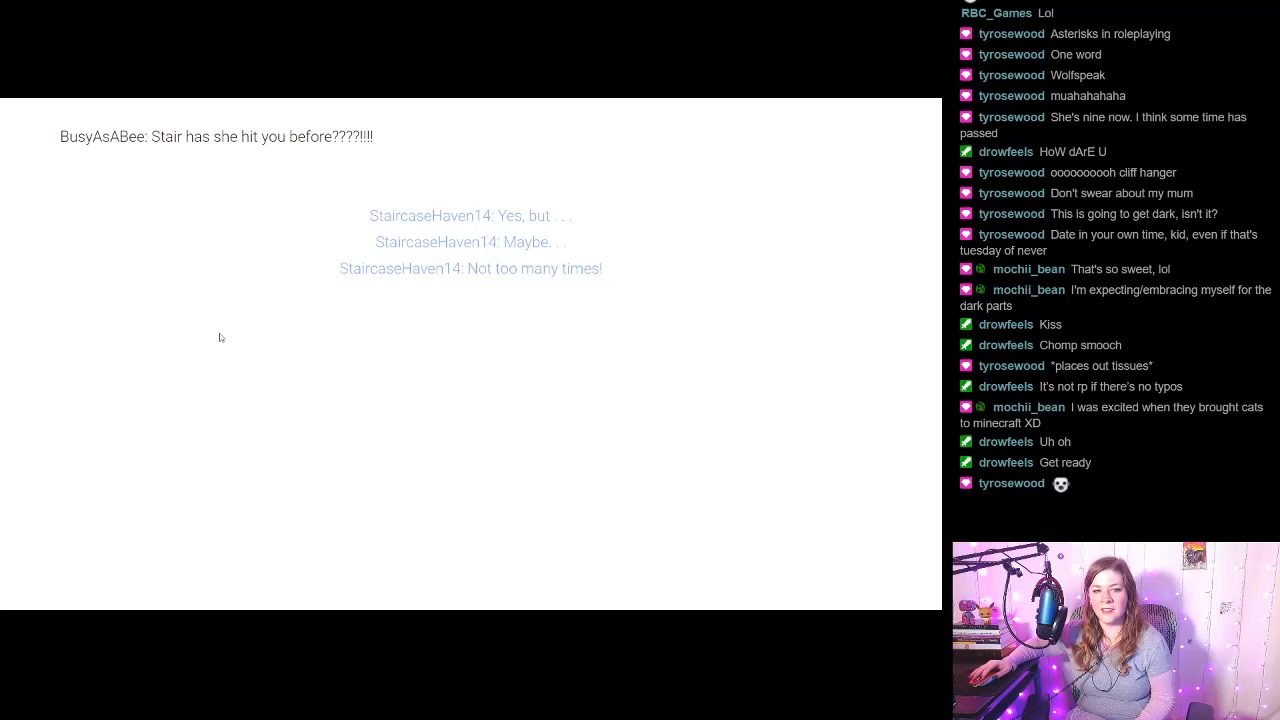 BusyAsABee: Stair has she hit you before????!!!!
StaircaseHaven14: Yes, but . . .
StaircaseHaven14: Maybe. . .
StaircaseHaven14: Not too many times!
RBC_Games Lol
tyrosewood Asterisks in roleplaying
tyrosewood One word
tyrosewood Wolfspeak
tyrosewood muahahahaha
tyrosewood She's nine now. I think some time has
passed
drowfeels HoW dArE U
tyrosewood oooooooooh cliff hanger
tyrosewood Don't swear about my mum
tyrosewood This is going to get dark, isn't it?
tyrosewood Date in your own time, kid, even if that's
tuesday of never
mochii_bean That's so sweet, lol
mochii_bean I'm expecting/embracing myself for the
dark parts
drowfeels Kiss
drowfeels Chomp smooch
tyrosewood *places out tissues*
drowfeels It's not rp if there's no typos
mochii_bean I was excited when they brought cats
to minecraft XD
drowfeels Uh oh
drowfeels Get ready
tyrosewood